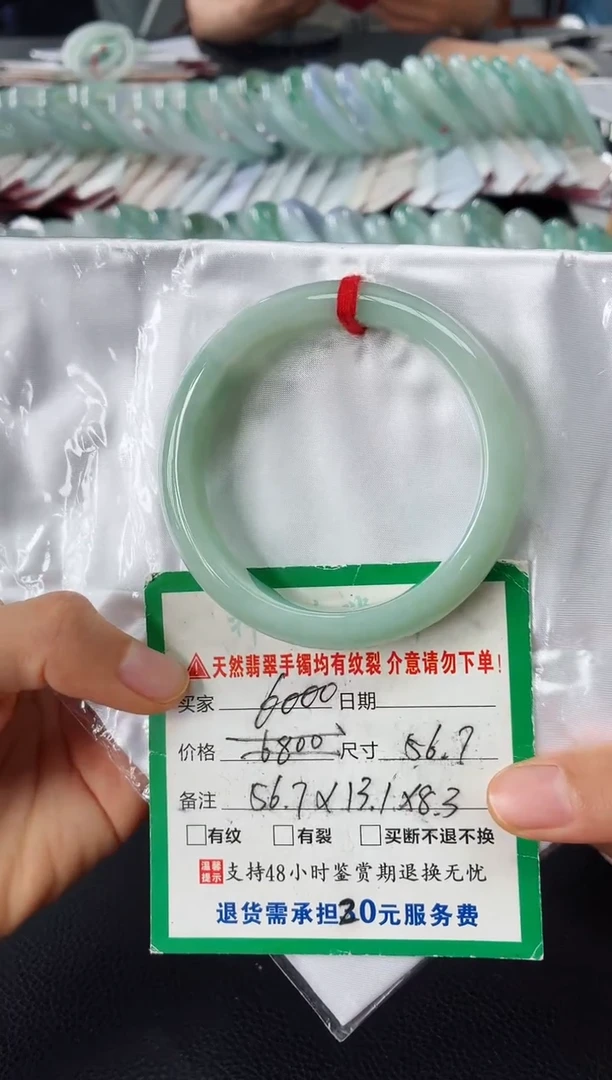 天然翡翠手镯均有纹裂 介意请勿下单!
买家 6000 日期
价格 6800 尺寸 56.7
备注 56.7×13.1×8.3
□有纹 □有裂 □买断不退不换
温馨提示 支持48小时鉴赏期退换无忧
退货需承担30元服务费